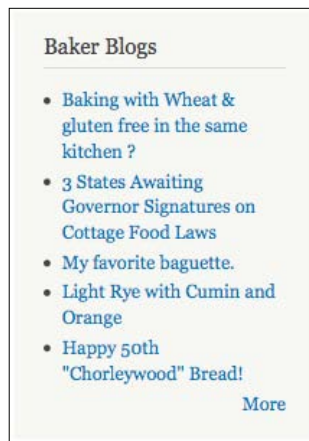 Baker Blogs
Baking with Wheat &
gluten free in the same
kitchen ?
3 States Awaiting
Governor Signatures on
Cottage Food Laws
My favorite baguette.
Light Rye with Cumin and
Orange
Happy 50th
"Chorleywood" Bread!
More